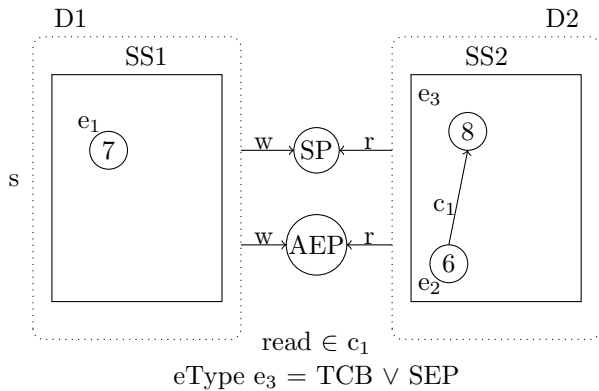 D1 D2
SS1 SS2
e₁ 7 e₃ 8
s w SP r
c₁
w AEP r 6
e₂
read ∈ c₁
eType e₃ = TCB ∨ SEP